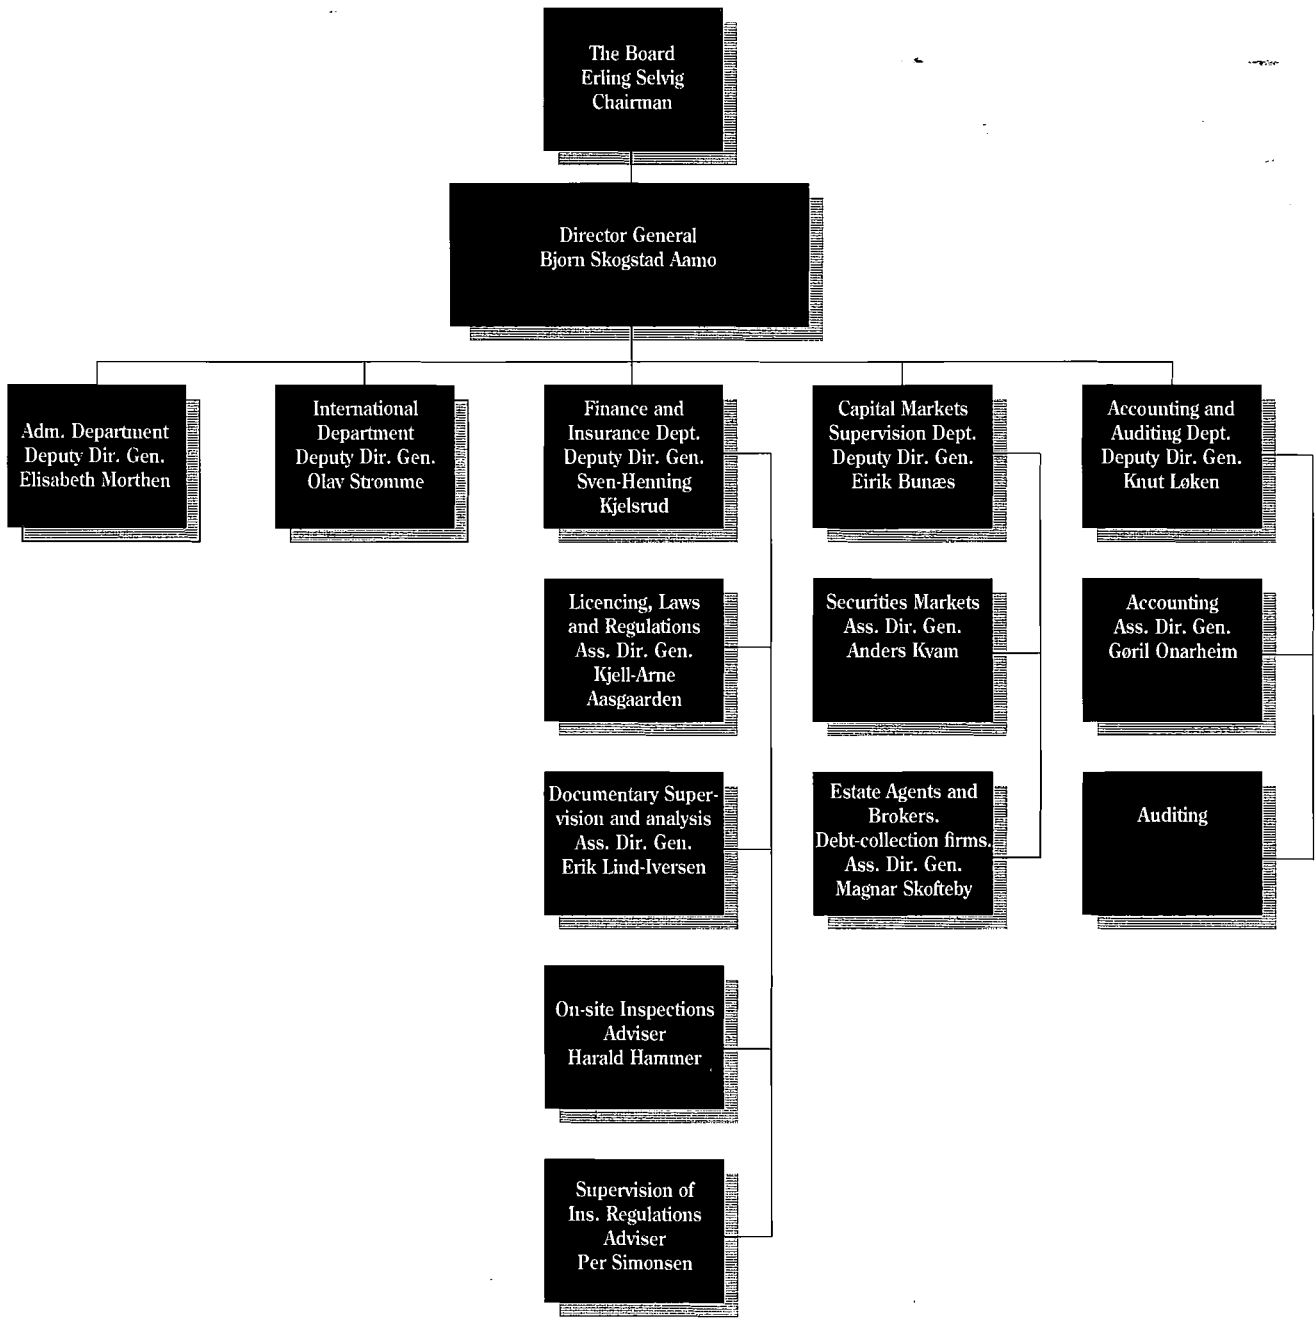 The Board
Erling Selvig
Chairman
Director General
Bjorn Skogstad Aamo
Adm. Department
Deputy Dir. Gen.
Elisabeth Morthen
International
Department
Deputy Dir. Gen.
Olav Stromme
Finance and
Insurance Dept.
Deputy Dir. Gen.
Sven-Henning
Kjelsrud
Capital Markets
Supervision Dept.
Deputy Dir. Gen.
Eirik Bunæs
Accounting and
Auditing Dept.
Deputy Dir. Gen.
Knut Løken
Licencing, Laws
and Regulations
Ass. Dir. Gen.
Kjell-Arne
Aasgaarden
Securities Markets
Ass. Dir. Gen.
Anders Kvam
Accounting
Ass. Dir. Gen.
Gøril Onarheim
Documentary Super-
vision and analysis
Ass. Dir. Gen.
Erik Lind-Iversen
Estate Agents and
Brokers.
Debt-collection firms.
Ass. Dir. Gen.
Magnar Skofteby
Auditing
On-site Inspections
Adviser
Harald Hammer
Supervision of
Ins. Regulations
Adviser
Per Simonsen